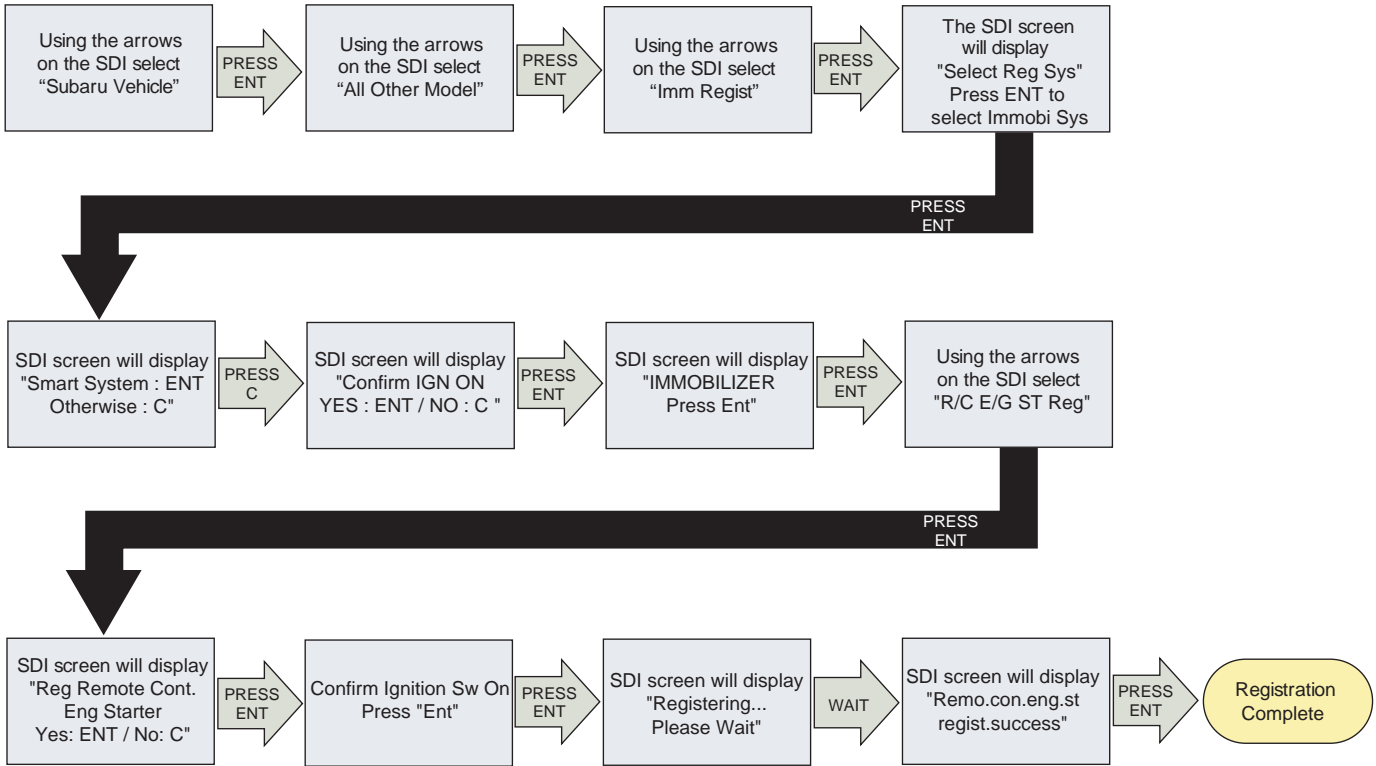 Using the arrows
on the SDI select
“Subaru Vehicle”
PRESS
ENT
Using the arrows
on the SDI select
“All Other Model”
PRESS
ENT
Using the arrows
on the SDI select
“Imm Regist”
PRESS
ENT
The SDI screen
will display
"Select Reg Sys"
Press ENT to
select Immobi Sys
PRESS
ENT
SDI screen will display
"Smart System : ENT
Otherwise : C"
PRESS
C
SDI screen will display
"Confirm IGN ON
YES : ENT / NO : C "
PRESS
ENT
SDI screen will display
"IMMOBILIZER
Press Ent"
PRESS
ENT
Using the arrows
on the SDI select
"R/C E/G ST Reg"
PRESS
ENT
SDI screen will display
"Reg Remote Cont.
Eng Starter
Yes: ENT / No: C"
PRESS
ENT
Confirm Ignition Sw On
Press "Ent"
PRESS
ENT
SDI screen will display
"Registering...
Please Wait"
WAIT
SDI screen will display
"Remo.con.eng.st
regist.success"
PRESS
ENT
Registration
Complete